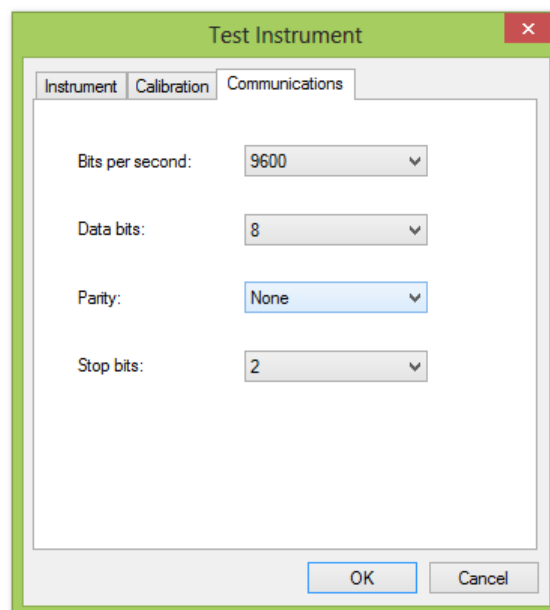 Test Instrument
Instrument Calibration Communications
Bits per second: 9600
Data bits: 8
Parity: None
Stop bits: 2
OK Cancel